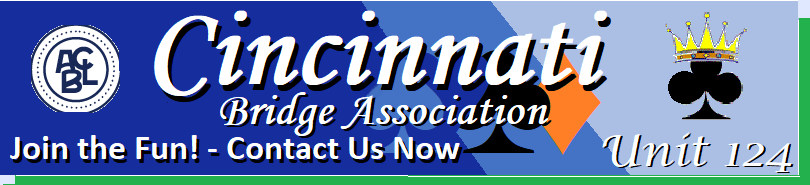 ACBL
Cincinnati
Bridge Association
Join the Fun! - Contact Us Now
Unit 124